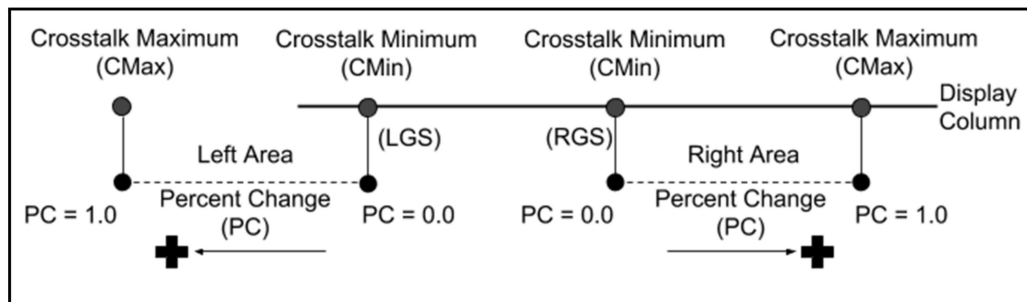 Crosstalk Maximum
(CMax)
Crosstalk Minimum
(CMin)
Crosstalk Minimum
(CMin)
Crosstalk Maximum
(CMax)
Display
Column
(LGS)
(RGS)
Left Area
Right Area
PC = 1.0
Percent Change
(PC)
PC = 0.0
PC = 0.0
Percent Change
(PC)
PC = 1.0